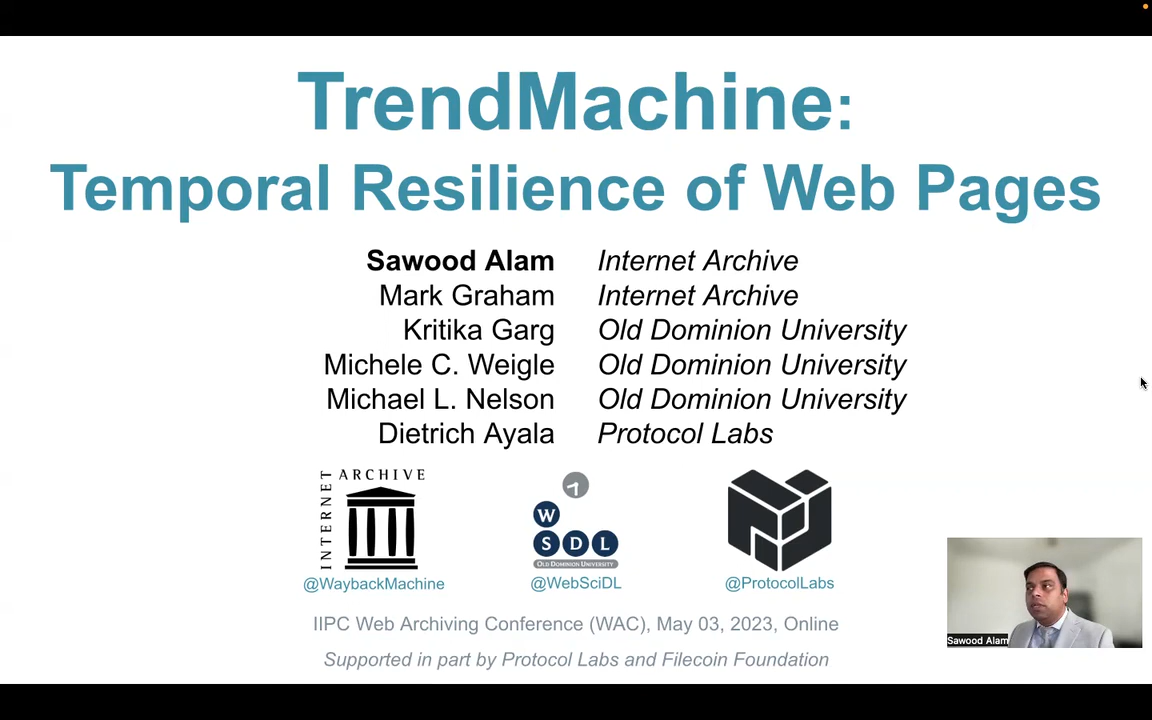 TrendMachine:
Temporal Resilience of Web Pages
Sawood Alam Internet Archive
Mark Graham Internet Archive
Kritika Garg Old Dominion University
Michele C. Weigle Old Dominion University
Michael L. Nelson Old Dominion University
Dietrich Ayala Protocol Labs
INTERNET ARCHIVE
W
SDL
OLD DOMINION UNIVERSITY
@WaybackMachine @WebSciDL @ProtocolLabs
IIPC Web Archiving Conference (WAC), May 03, 2023, Online
Supported in part by Protocol Labs and Filecoin Foundation
Sawood Alam